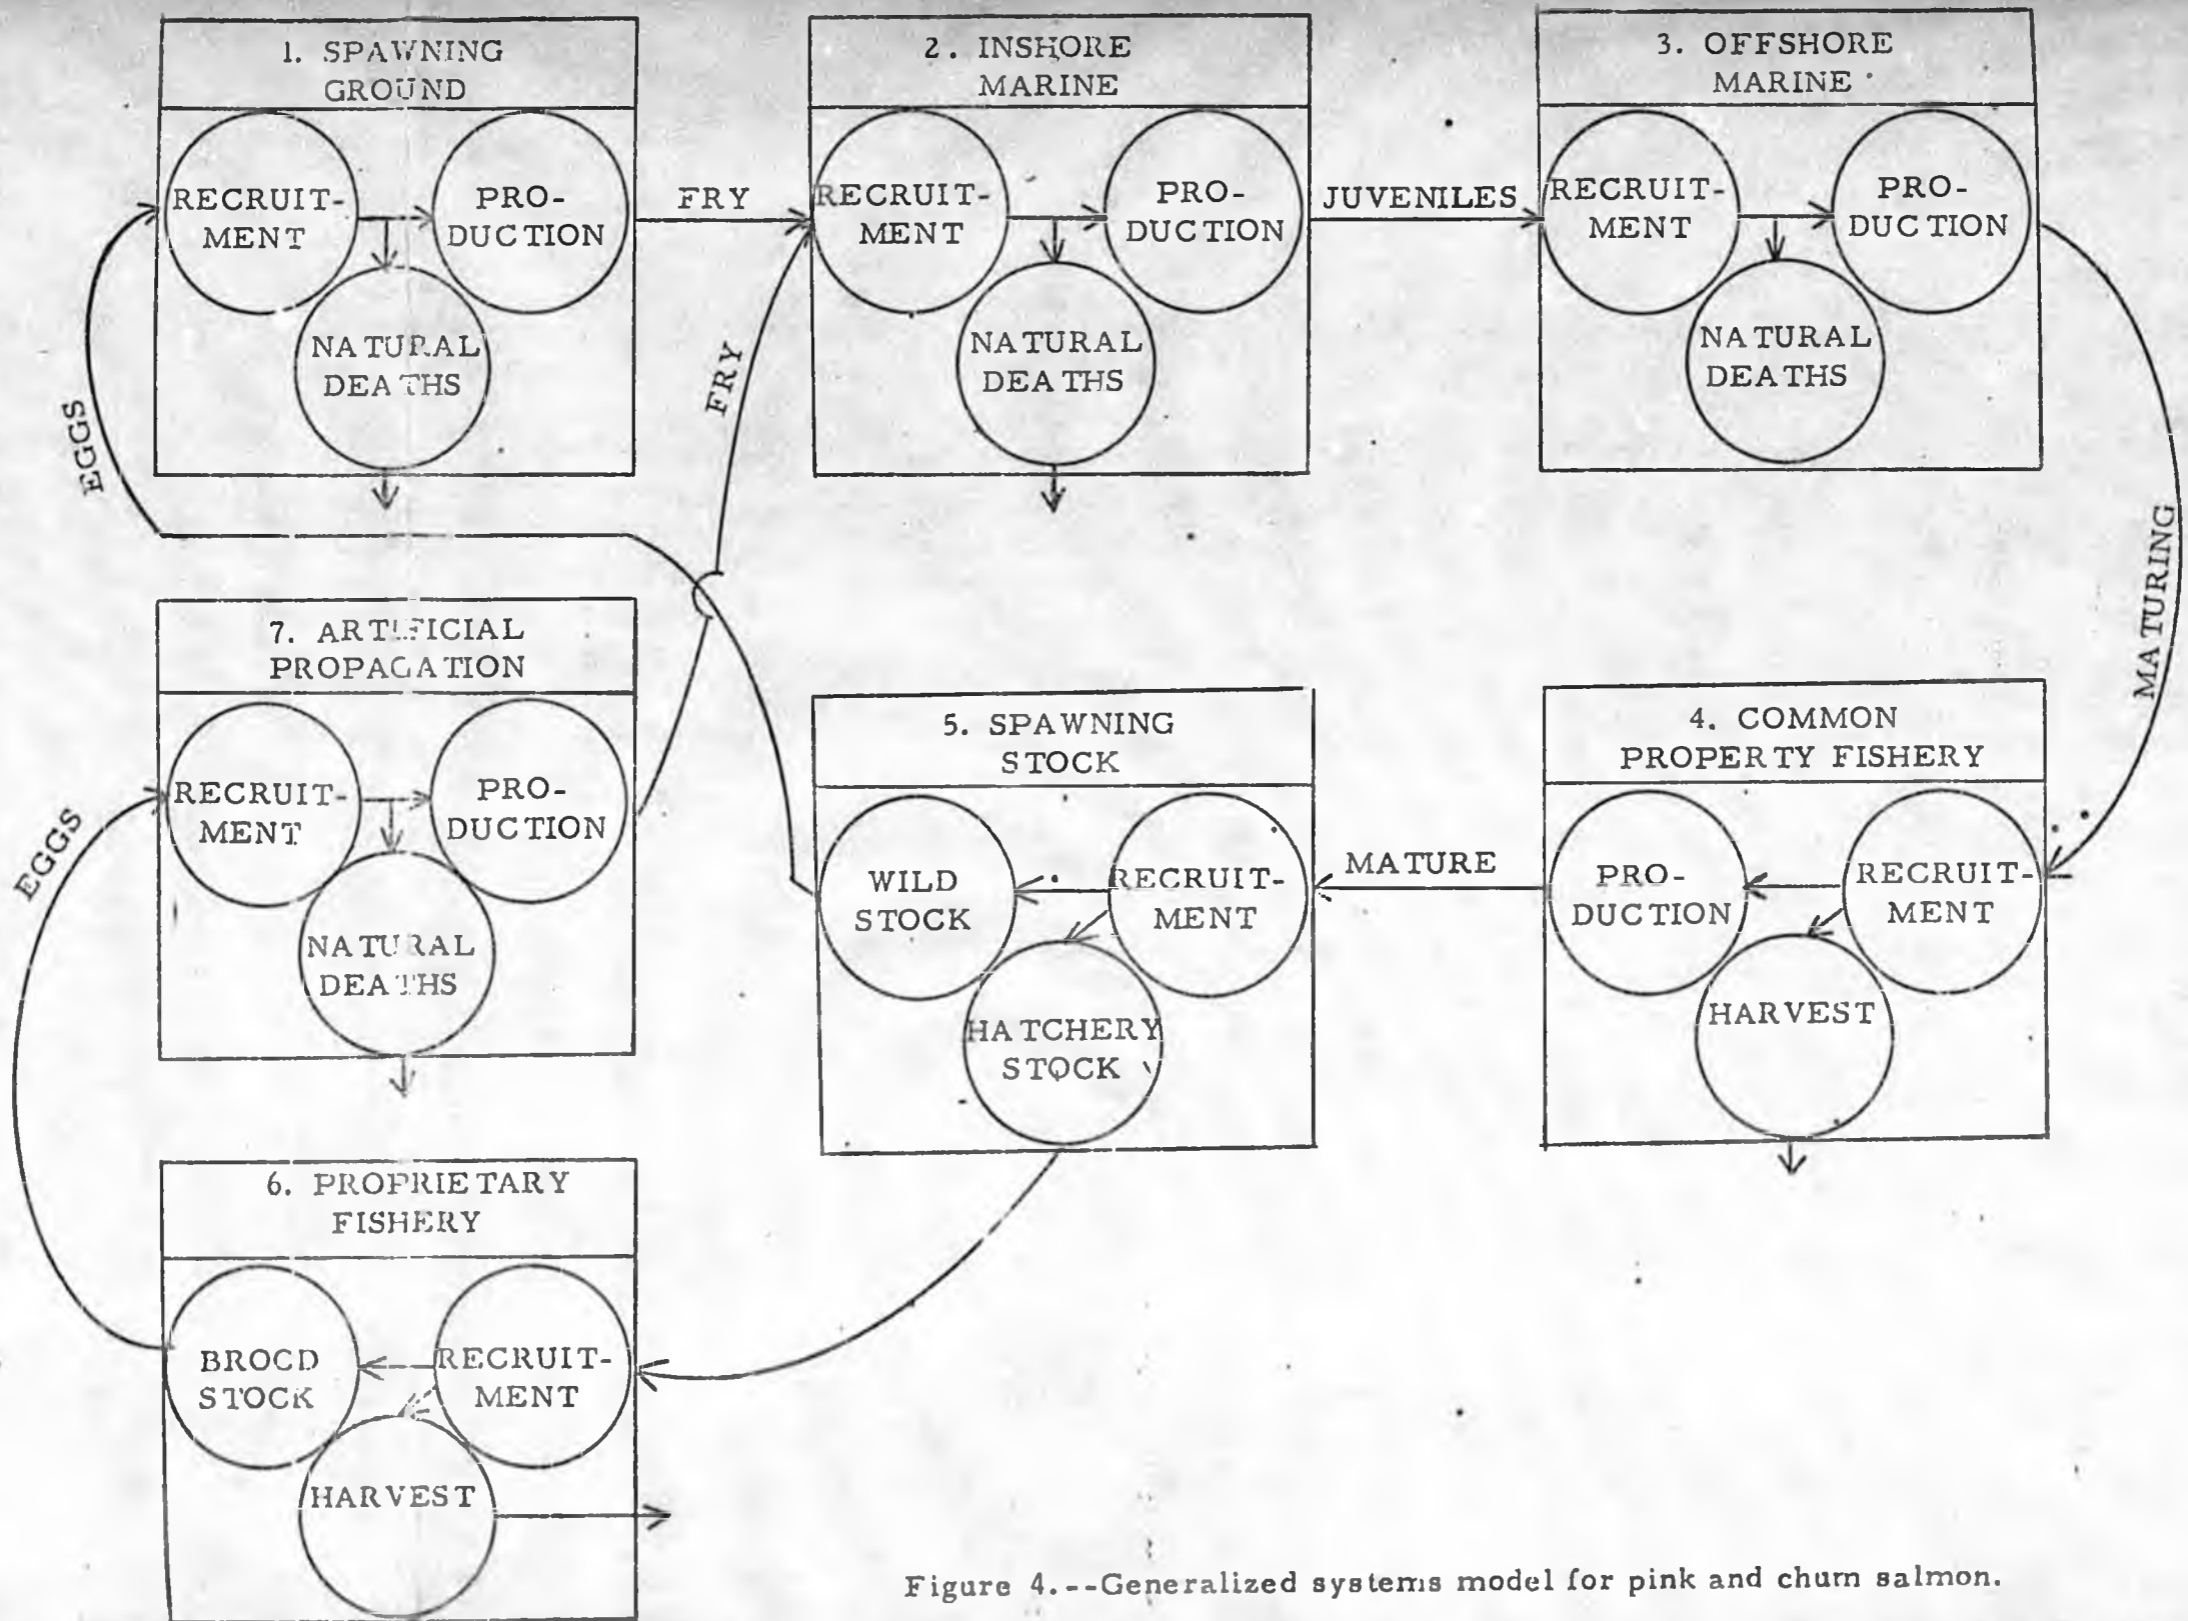 1. SPAWNING
GROUND
RECRUIT-
MENT
PRO-
DUCTION
NATURAL
DEATHS
FRY
2. INSHORE
MARINE
RECRUIT-
MENT
PRO-
DUCTION
NATURAL
DEATHS
JUVENILES
3. OFFSHORE
MARINE
RECRUIT-
MENT
PRO-
DUCTION
NATURAL
DEATHS
MATURING
4. COMMON
PROPERTY FISHERY
PRO-
DUCTION
RECRUIT-
MENT
HARVEST
MATURE
5. SPAWNING
STOCK
WILD
STOCK
RECRUIT-
MENT
HATCHERY
STOCK
EGGS
FRY
7. ARTIFICIAL
PROPAGATION
RECRUIT-
MENT
PRO-
DUCTION
NATURAL
DEATHS
EGGS
6. PROPRIETARY
FISHERY
BROOD
STOCK
RECRUIT-
MENT
HARVEST
Figure 4.--Generalized systems model for pink and chum salmon.